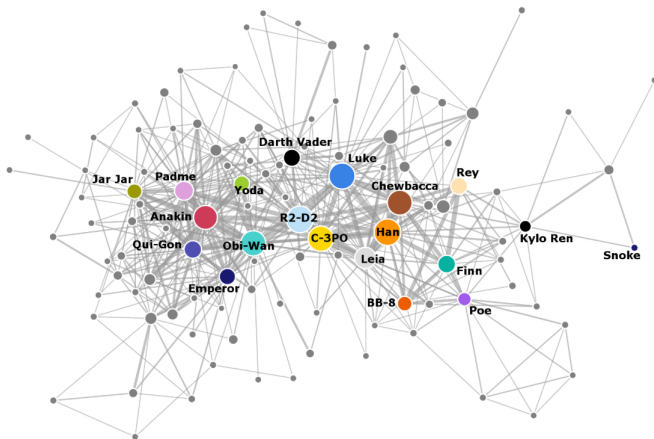 Darth Vader
Luke
Jar Jar
Padme
Yoda
Chewbacca
Rey
Anakin
R2-D2
Qui-Gon
Obi-Wan
C-3PO
Han
Kylo Ren
Leia
Snoke
Emperor
Finn
BB-8
Poe